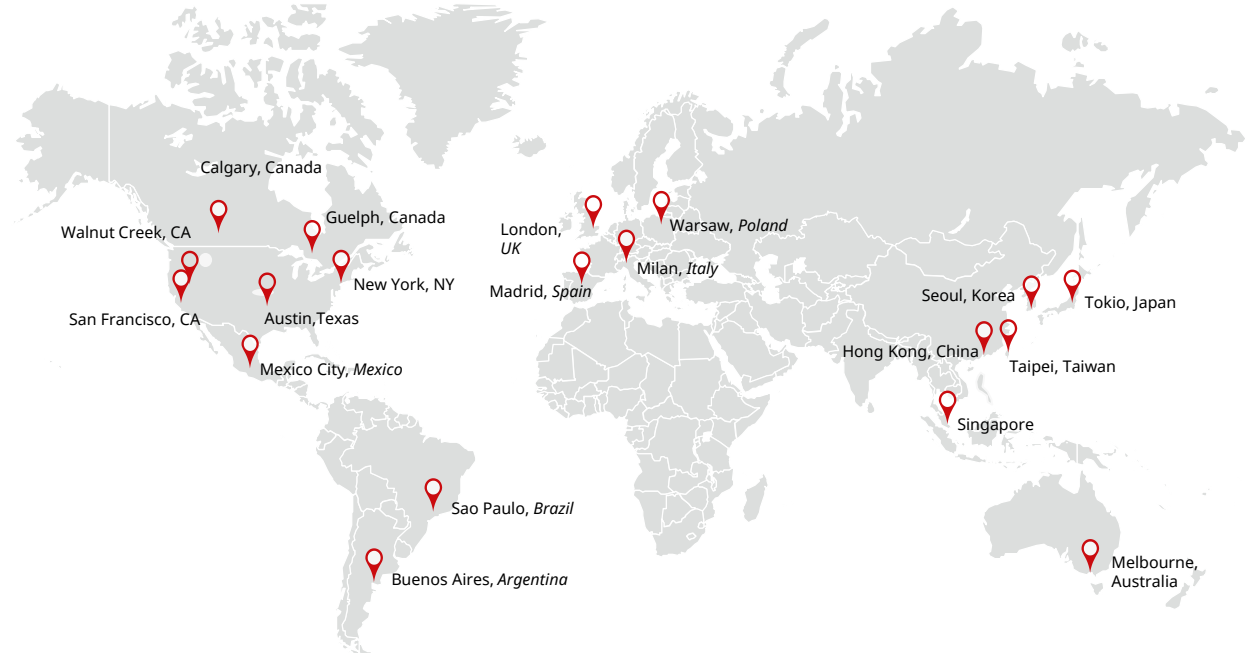 Calgary, Canada
Guelph, Canada
Walnut Creek, CA
New York, NY
San Francisco, CA
Austin,Texas
Mexico City, Mexico
Sao Paulo, Brazil
Buenos Aires, Argentina
London,
UK
Warsaw, Poland
Milan, Italy
Madrid, Spain
Seoul, Korea
Tokio, Japan
Hong Kong, China
Taipei, Taiwan
Singapore
Melbourne,
Australia